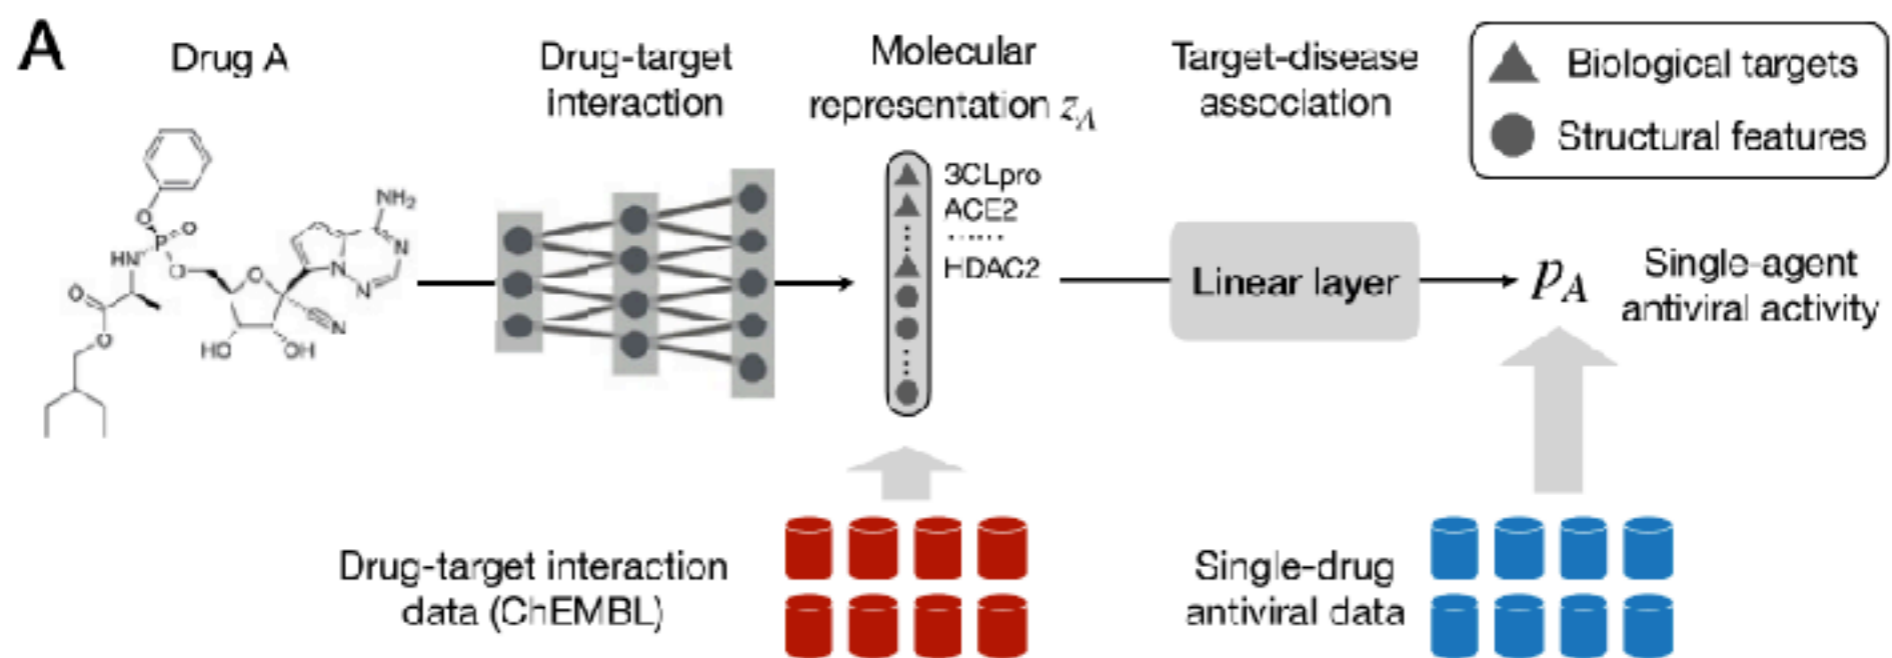 A
Drug A
Drug-target
interaction
Molecular
representation z_A
Target-disease
association
Biological targets
Structural features
NH₂
O
P
O
HN
O
O
N
N
N
O
O
N
HO
OH
3CLpro
ACE2
......
HDAC2
Linear layer
p_A
Single-agent
antiviral activity
Drug-target interaction
data (ChEMBL)
Single-drug
antiviral data